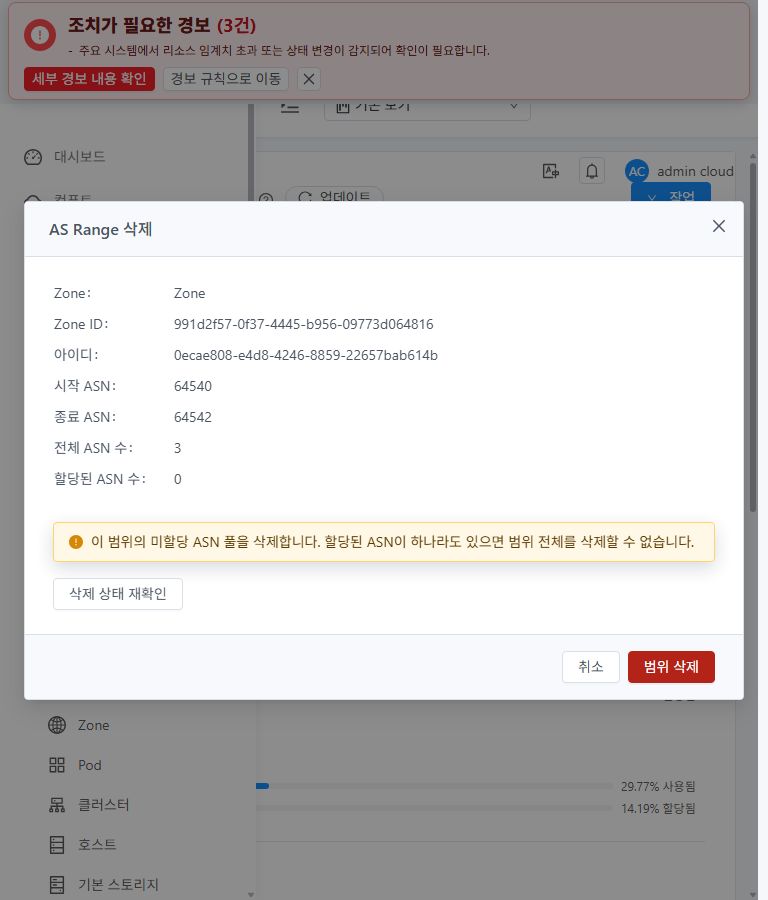 조치가 필요한 경보 (3건)
- 주요 시스템에서 리소스 임계치 초과 또는 상태 변경이 감지되어 확인이 필요합니다.
세부 경보 내용 확인
경보 규칙으로 이동
기본 보기
대시보드
컴퓨트
AC
admin cloud
업데이트
작업
AS Range 삭제
Zone: Zone
Zone ID: 991d2f57-0f37-4445-b956-09773d064816
아이디: 0ecae808-e4d8-4246-8859-22657bab614b
시작 ASN: 64540
종료 ASN: 64542
전체 ASN 수: 3
할당된 ASN 수: 0
이 범위의 미할당 ASN 풀을 삭제합니다. 할당된 ASN이 하나라도 있으면 범위 전체를 삭제할 수 없습니다.
삭제 상태 재확인
취소
범위 삭제
Zone
Pod
클러스터
29.77% 사용됨
14.19% 할당됨
호스트
기본 스토리지